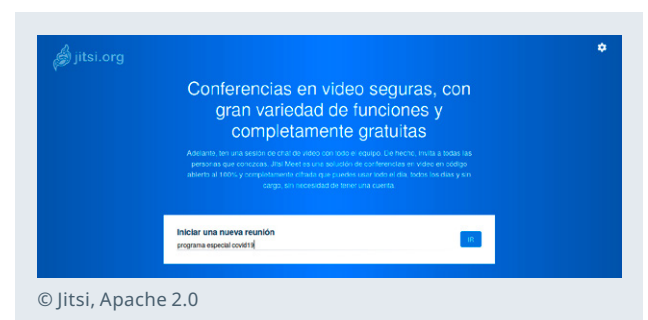 jitsi.org
Conferencias en video seguras, con
gran variedad de funciones y
completamente gratuitas
Adelante, ten una sesión de chat de video con todo el equipo. De hecho, invita a todas las
personas que conozcas. Jitsi Meet es una solución de conferencias en video en código
abierto al 100% y completamente cifrada que puedes usar todo el día, todos los días y sin
cargo, sin necesidad de tener una cuenta.
Iniciar una nueva reunión
programa especial covid19
© Jitsi, Apache 2.0